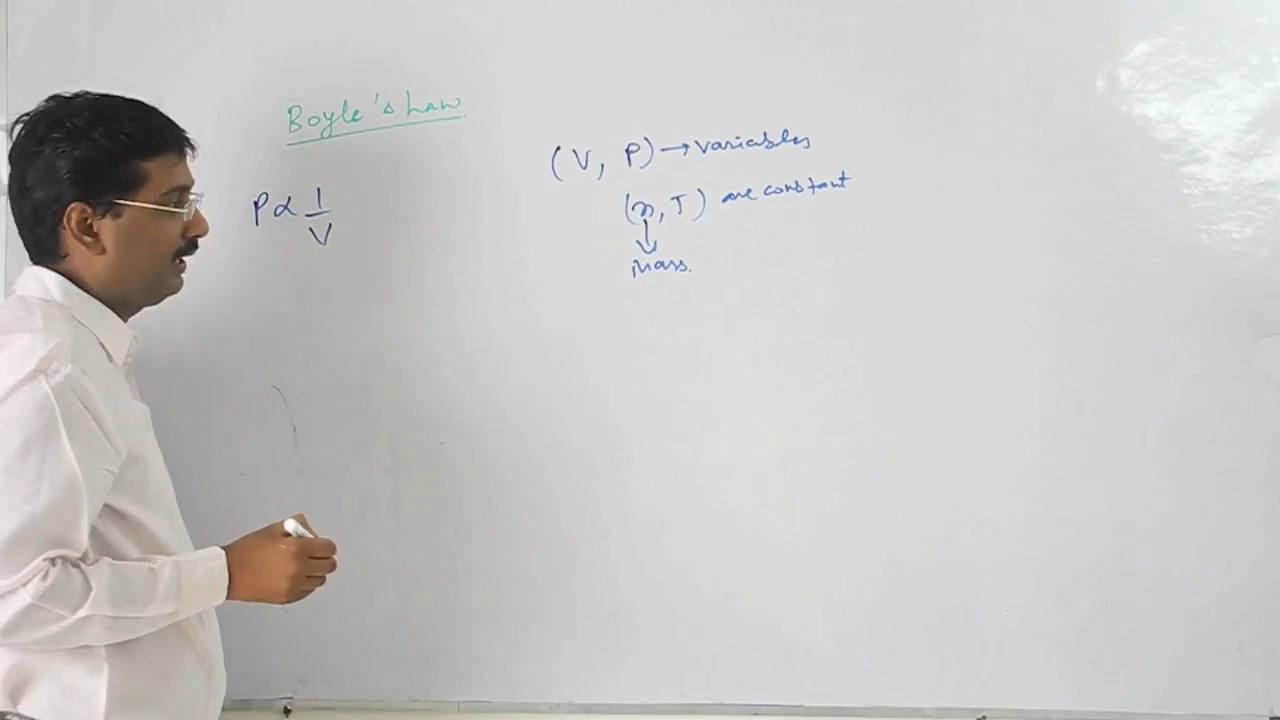 Boyle's Law
P ∝ 1/V
(V, P) → variables
(n, T) are constant
↓
mass.